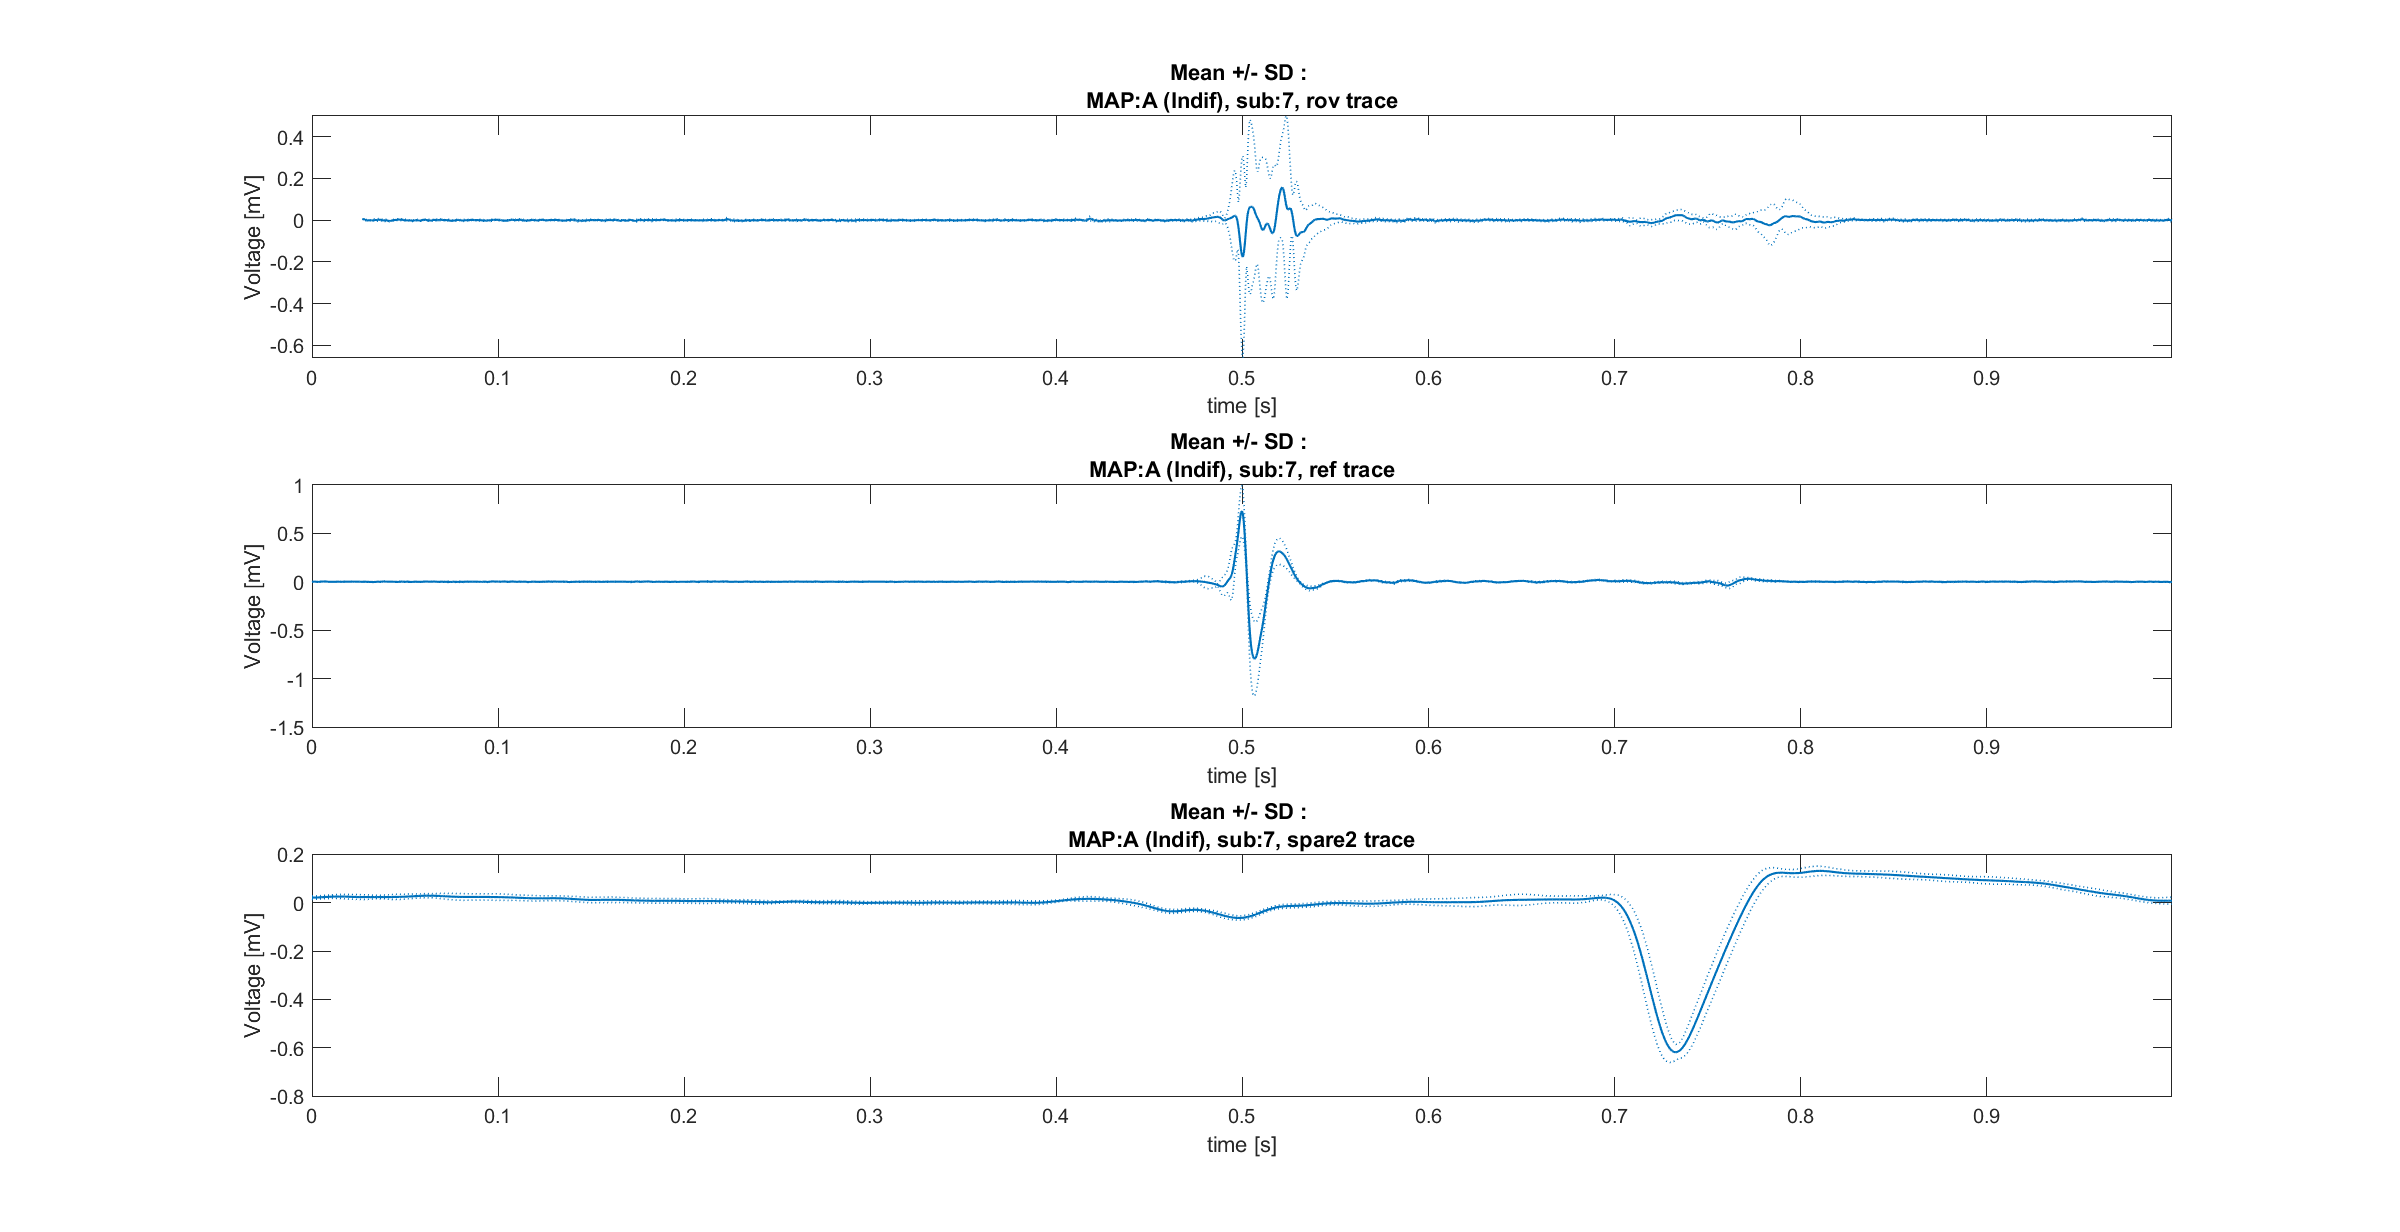 Mean +/- SD :
MAP:A (Indif), sub:7, rov trace
0.4
0.2
0
-0.2
-0.4
-0.6
Voltage [mV]
0 0.1 0.2 0.3 0.4 0.5 0.6 0.7 0.8 0.9
time [s]
Mean +/- SD :
MAP:A (Indif), sub:7, ref trace
1
0.5
0
-0.5
-1
-1.5
Voltage [mV]
0 0.1 0.2 0.3 0.4 0.5 0.6 0.7 0.8 0.9
time [s]
Mean +/- SD :
MAP:A (Indif), sub:7, spare2 trace
0.2
0
-0.2
-0.4
-0.6
-0.8
Voltage [mV]
0 0.1 0.2 0.3 0.4 0.5 0.6 0.7 0.8 0.9
time [s]